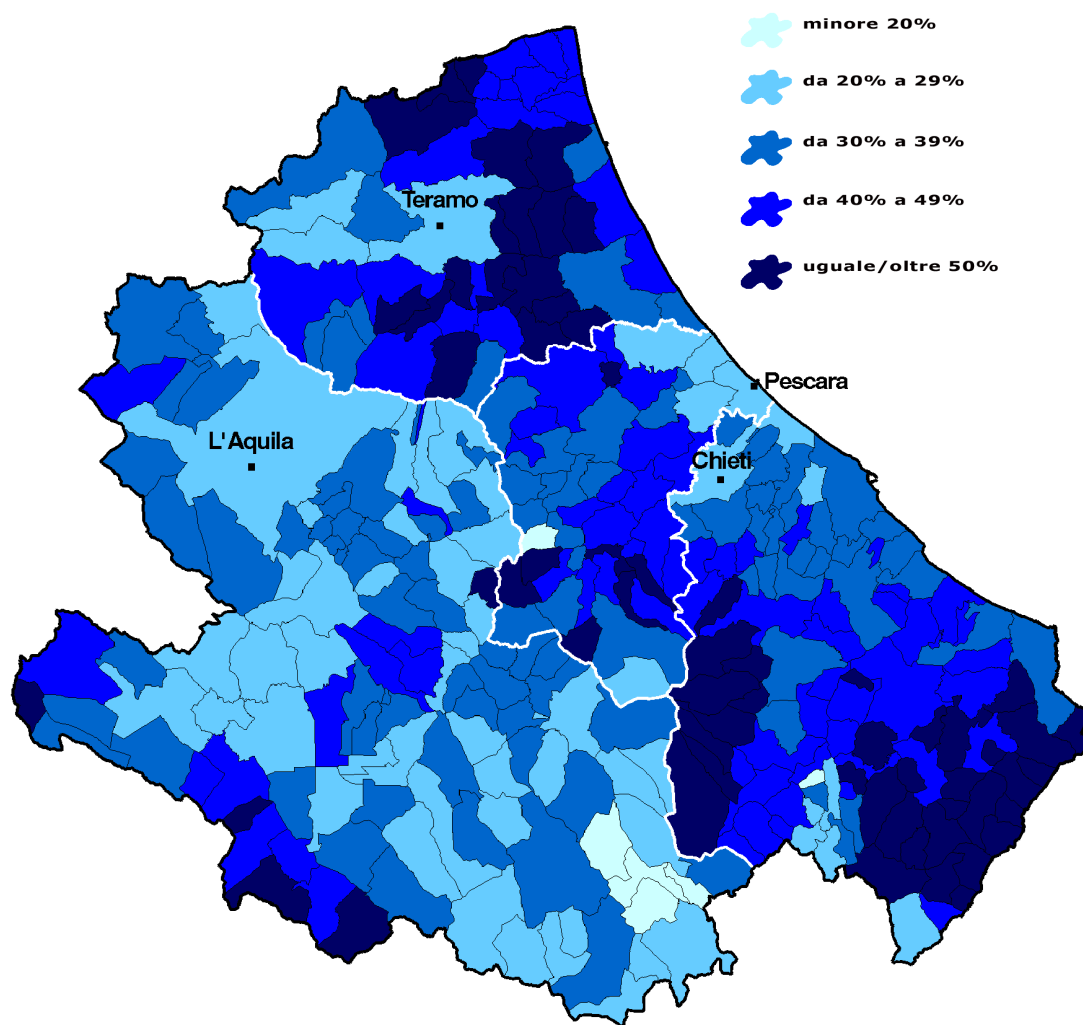 minore 20%
da 20% a 29%
da 30% a 39%
da 40% a 49%
uguale/oltre 50%
Teramo
Pescara
L'Aquila
Chieti